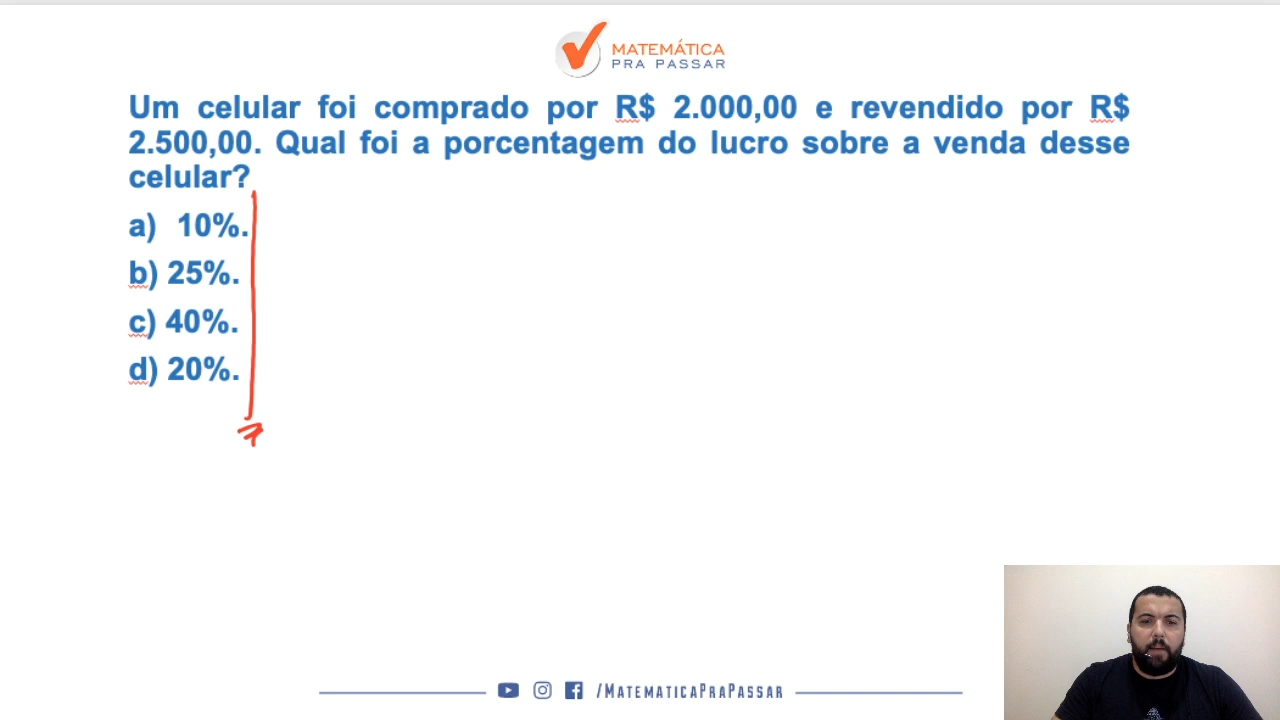 MATEMÁTICA
PRA PASSAR
Um celular foi comprado por R$ 2.000,00 e revendido por R$
2.500,00. Qual foi a porcentagem do lucro sobre a venda desse
celular?
a) 10%.
b) 25%.
c) 40%.
d) 20%.
/MATEMATICAPRAPASSAR